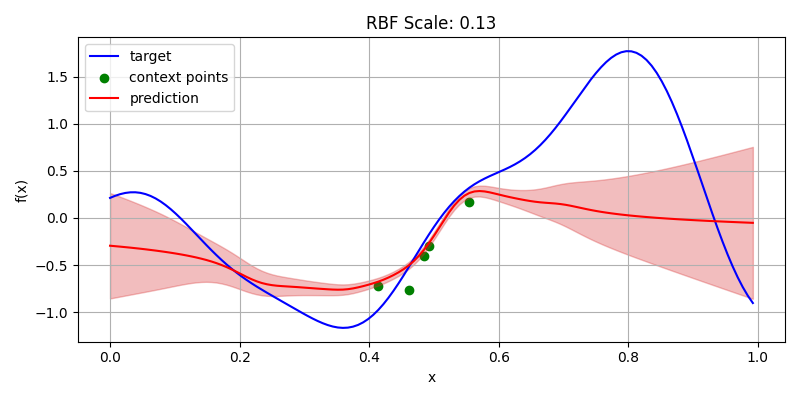 RBF Scale: 0.13
target
context points
prediction
f(x)
1.5
1.0
0.5
0.0
−0.5
−1.0
0.0 0.2 0.4 0.6 0.8 1.0
x